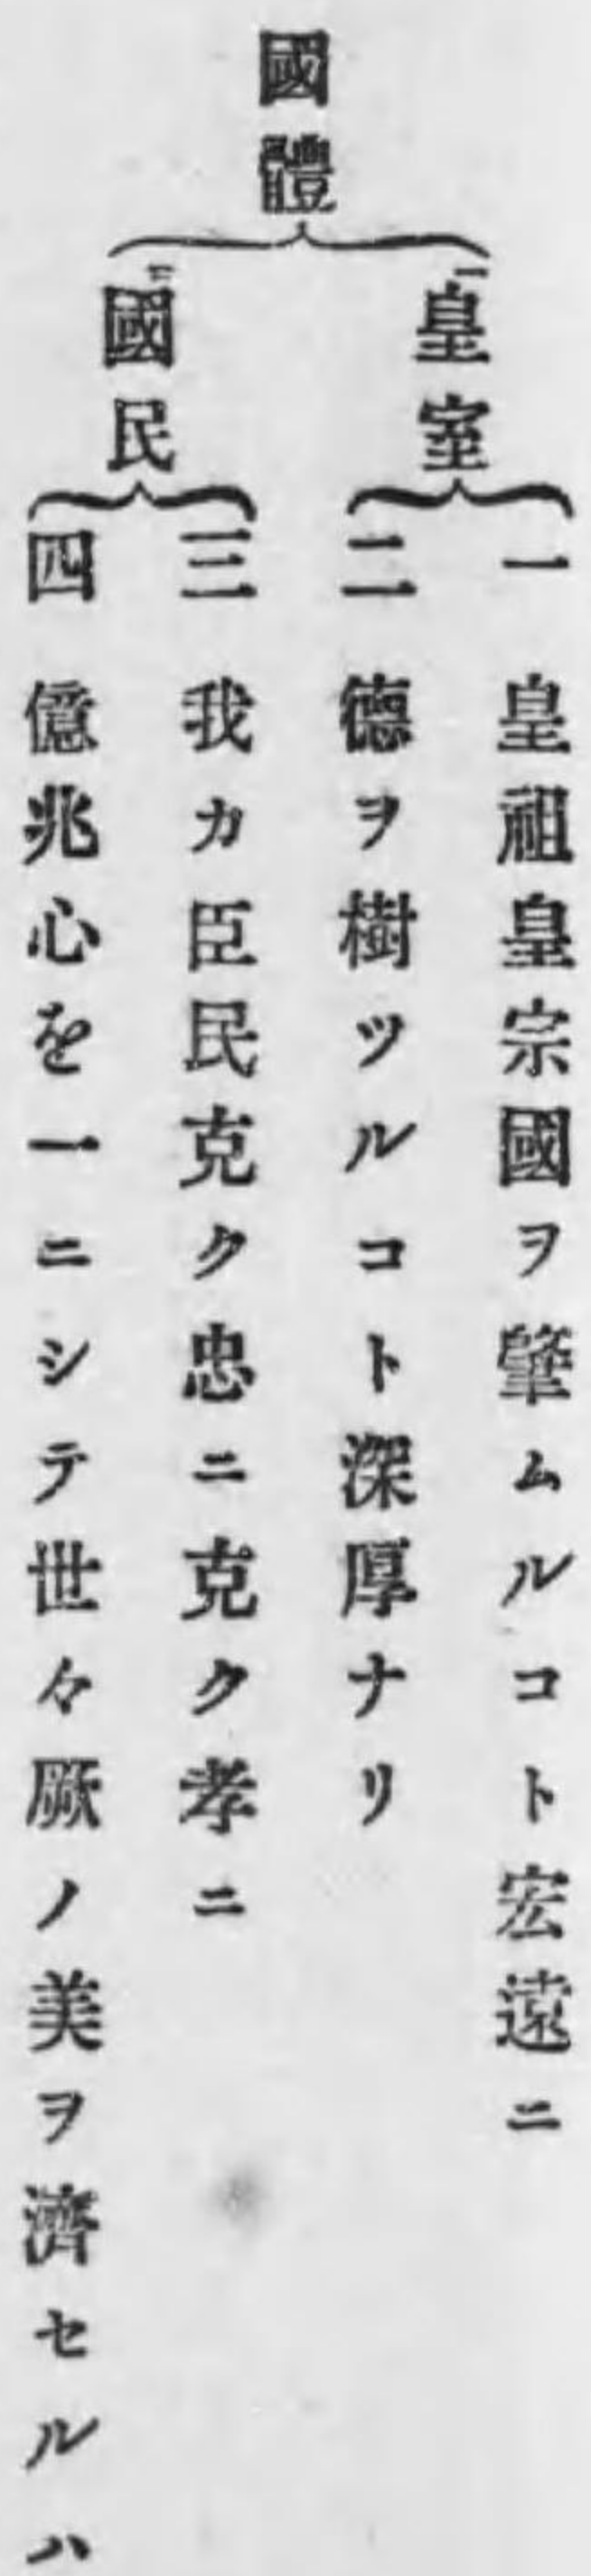 國體
一皇室
一 皇祖皇宗國ヲ肇ムルコト宏遠ニ
二 德ヲ樹ツルコト深厚ナリ
二國民
三 我カ臣民克ク忠ニ克ク孝ニ
四 億兆心を一ニシテ世々厥ノ美ヲ濟セルハ